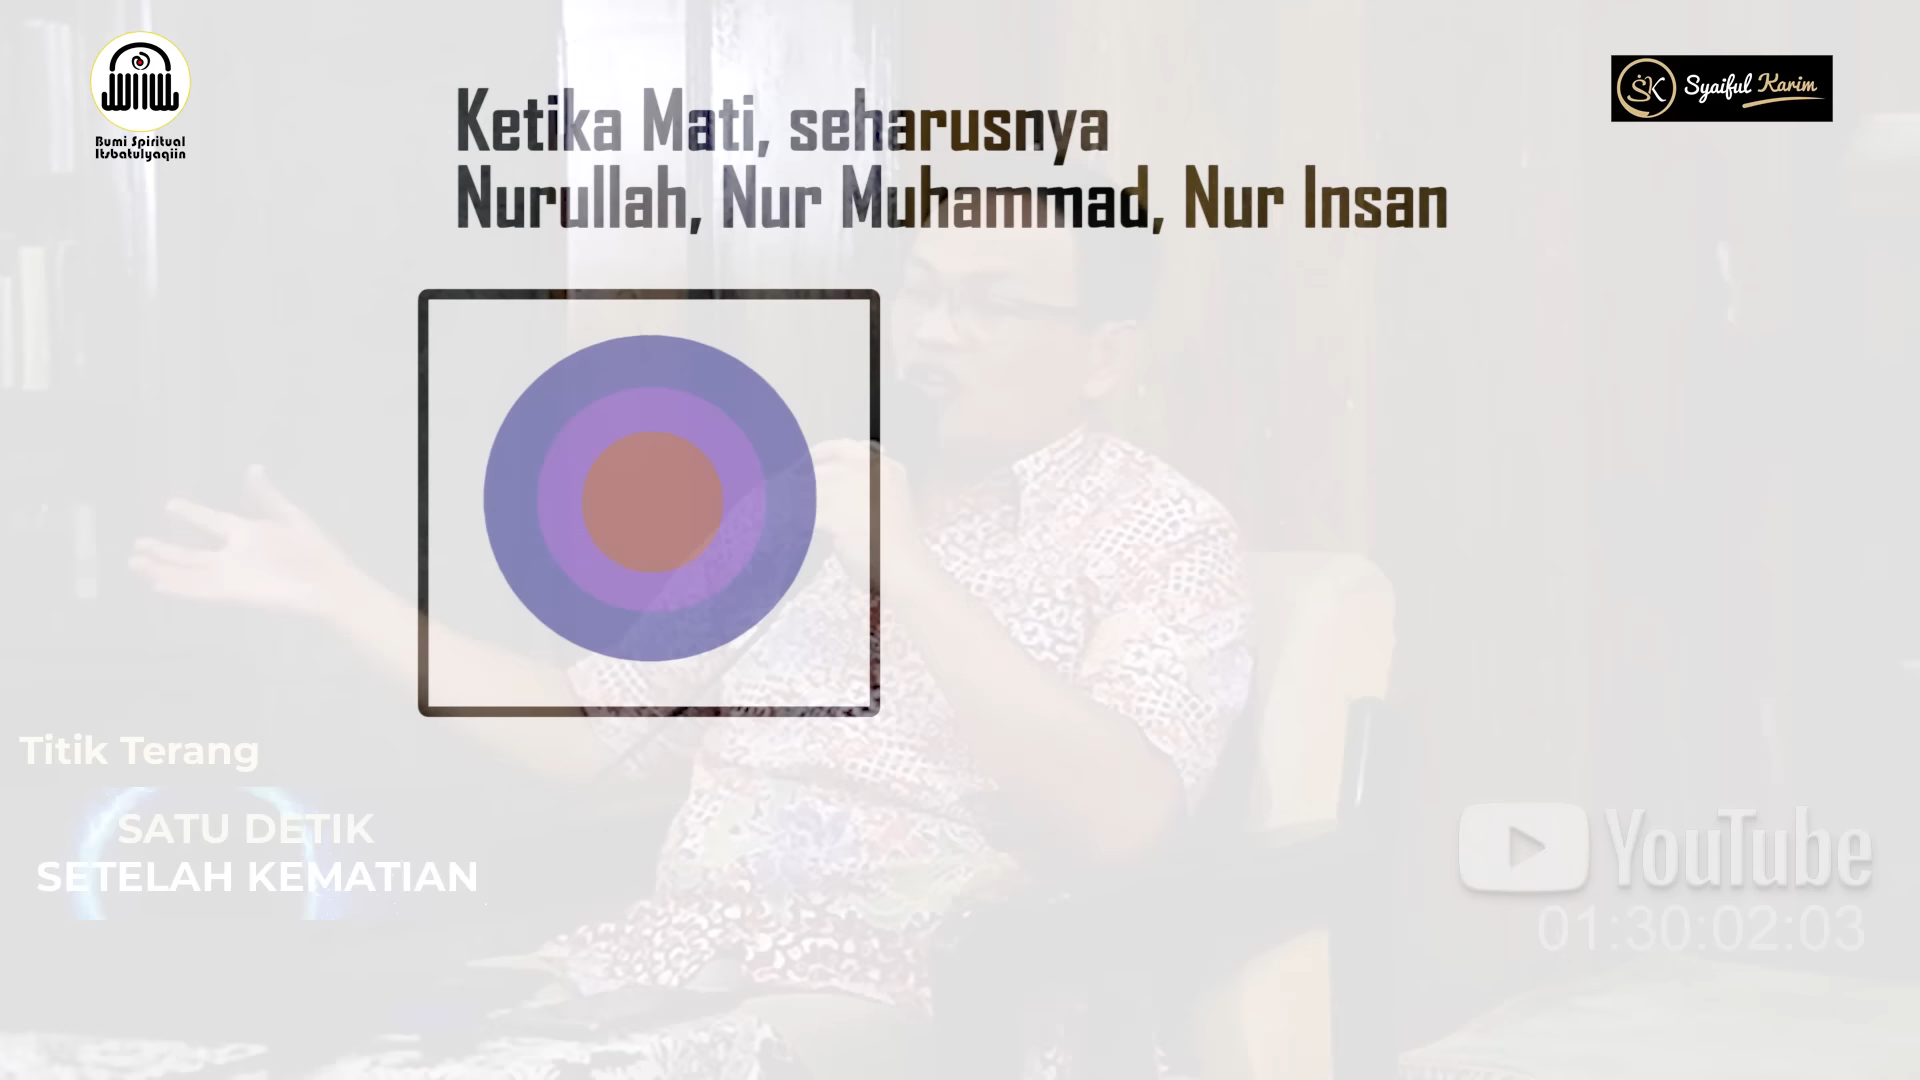 Bumi Spiritual
Itsbatulyaqiin
SK Syaiful Karim
Ketika Mati, seharusnya
Nurullah, Nur Muhammad, Nur Insan
Titik Terang
SATU DETIK
SETELAH KEMATIAN
YouTube
01:30:02:03